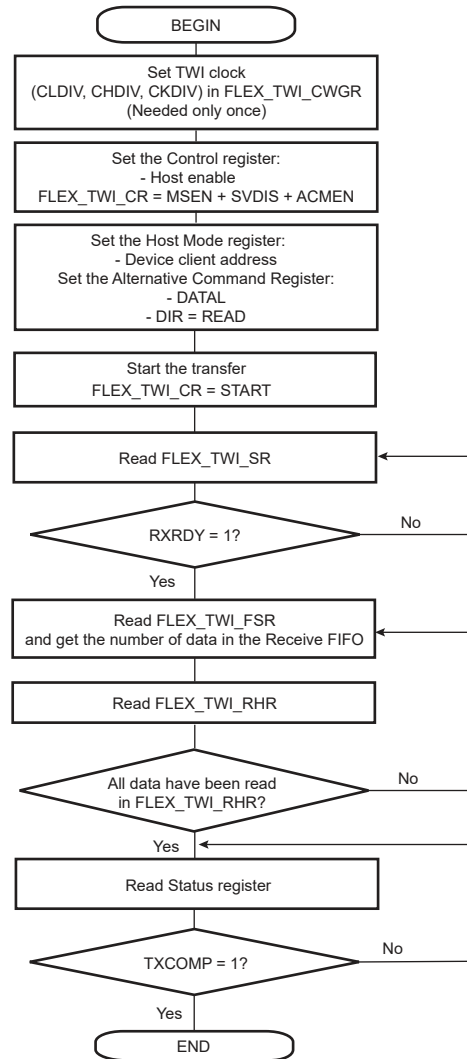 BEGIN
Set TWI clock
(CLDIV, CHDIV, CKDIV) in FLEX_TWI_CWGR
(Needed only once)
Set the Control register:
- Host enable
FLEX_TWI_CR = MSEN + SVDIS + ACMEN
Set the Host Mode register:
- Device client address
Set the Alternative Command Register:
- DATAL
- DIR = READ
Start the transfer
FLEX_TWI_CR = START
Read FLEX_TWI_SR
RXRDY = 1?
No
Yes
Read FLEX_TWI_FSR
and get the number of data in the Receive FIFO
Read FLEX_TWI_RHR
All data have been read
in FLEX_TWI_RHR?
No
Yes
Read Status register
TXCOMP = 1?
No
Yes
END